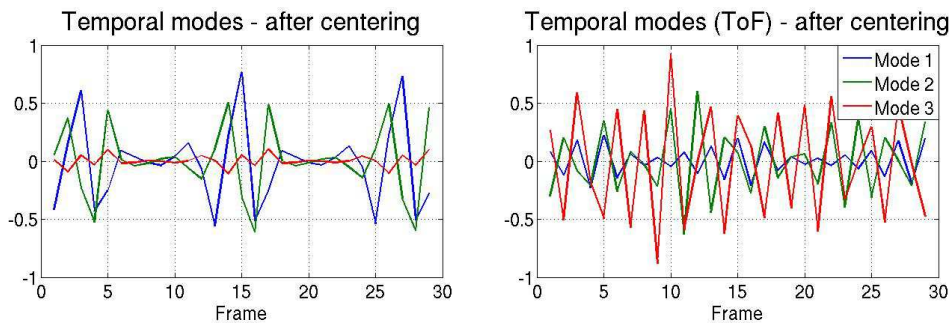 Temporal modes - after centering
1
0.5
0
-0.5
-1
0 5 10 15 20 25 30
Frame
Temporal modes (ToF) - after centering
1
0.5
0
-0.5
-1
0 5 10 15 20 25 30
Frame
Mode 1
Mode 2
Mode 3